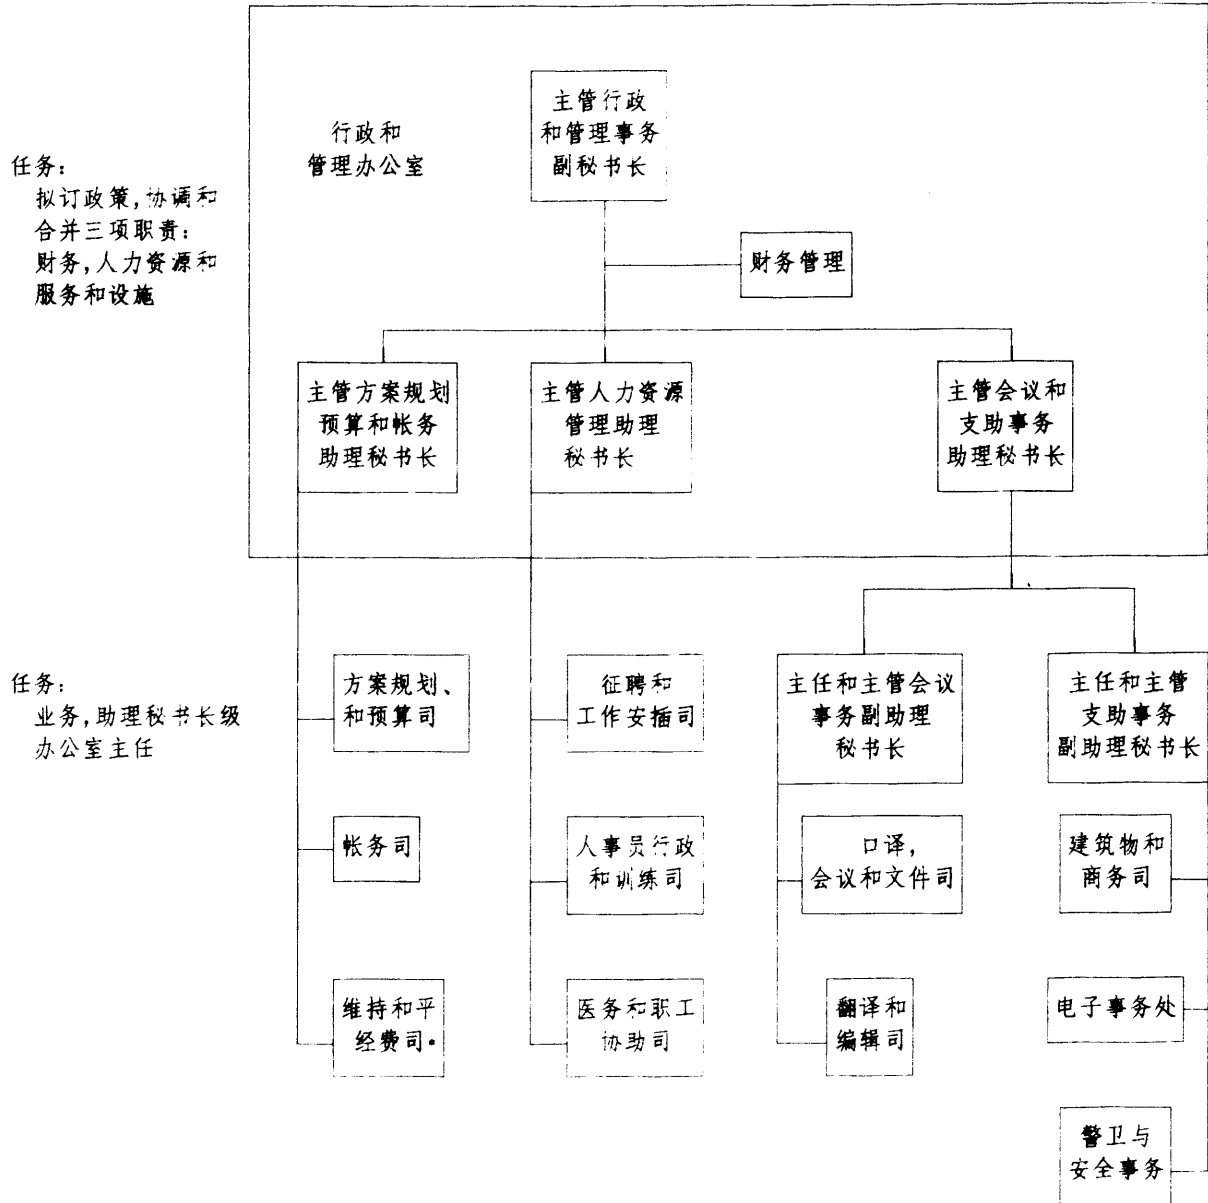 主管行政
和管理事务
副秘书长
行政和
管理办公室
任务：
拟订政策，协调和
合并三项职责：
财务，人力资源和
服务和设施
财务管理
主管方案规划
预算和帐务
助理秘书长
主管人力资源
管理助理
秘书长
主管会议和
支助事务
助理秘书长
任务：
业务，助理秘书长级
办公室主任
方案规划、
和预算司
征聘和
工作安插司
主任和主管会议
事务副助理
秘书长
主任和主管
支助事务
副助理秘书长
帐务司
人事员行政
和训练司
口译，
会议和文件司
建筑物和
商务司
维持和平
经费司·
医务和职工
协助司
翻译和
编辑司
电子事务处
警卫与
安全事务